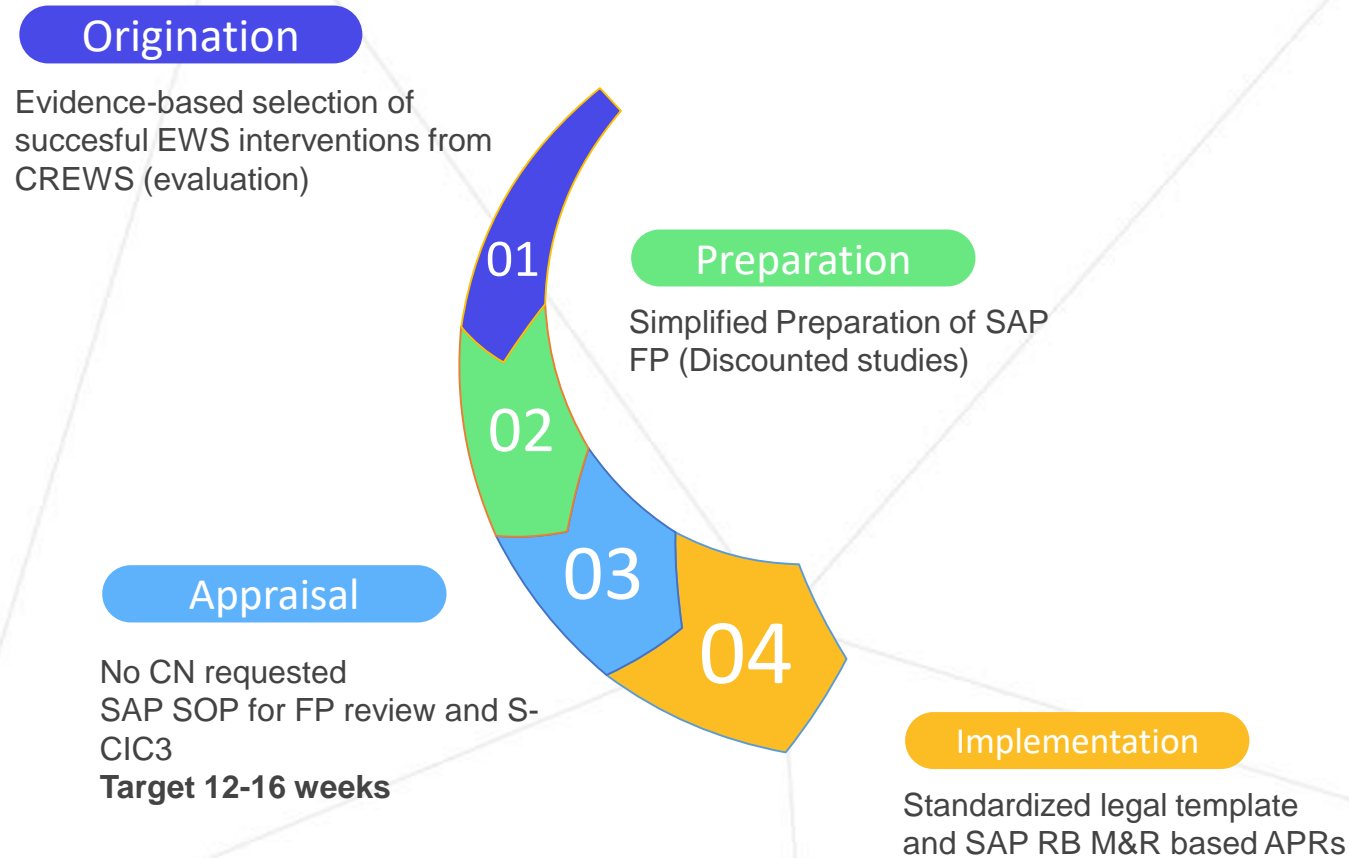 Origination
Evidence-based selection of
succesful EWS interventions from
CREWS (evaluation)
01
Preparation
Simplified Preparation of SAP
FP (Discounted studies)
02
03
Appraisal
No CN requested
SAP SOP for FP review and S-
CIC3
Target 12-16 weeks
04
Implementation
Standardized legal template
and SAP RB M&R based APRs